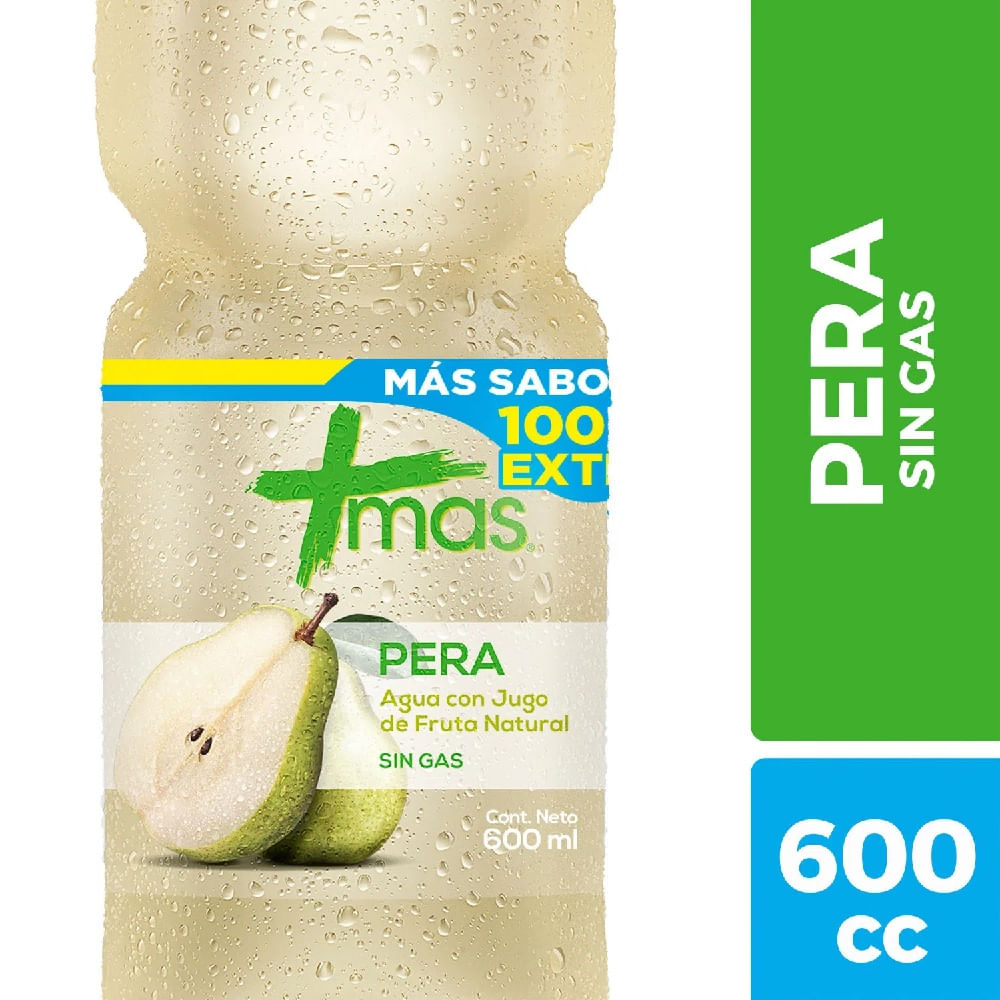 MÁS SABO
100
EXT
mas
PERA
Agua con Jugo
de Fruta Natural
SIN GAS
Cont. Neto
600 ml
PERA
SIN GAS
600
CC